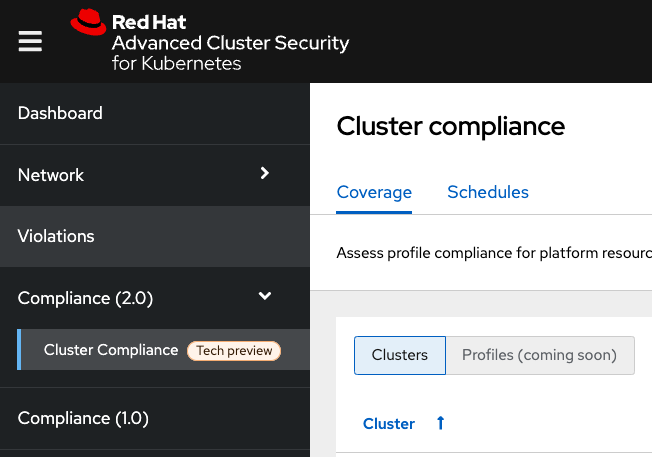 Red Hat
Advanced Cluster Security
for Kubernetes
Dashboard
Network
Violations
Compliance (2.0)
Cluster Compliance Tech preview
Compliance (1.0)
Cluster compliance
Coverage Schedules
Assess profile compliance for platform resourc
Clusters Profiles (coming soon)
Cluster